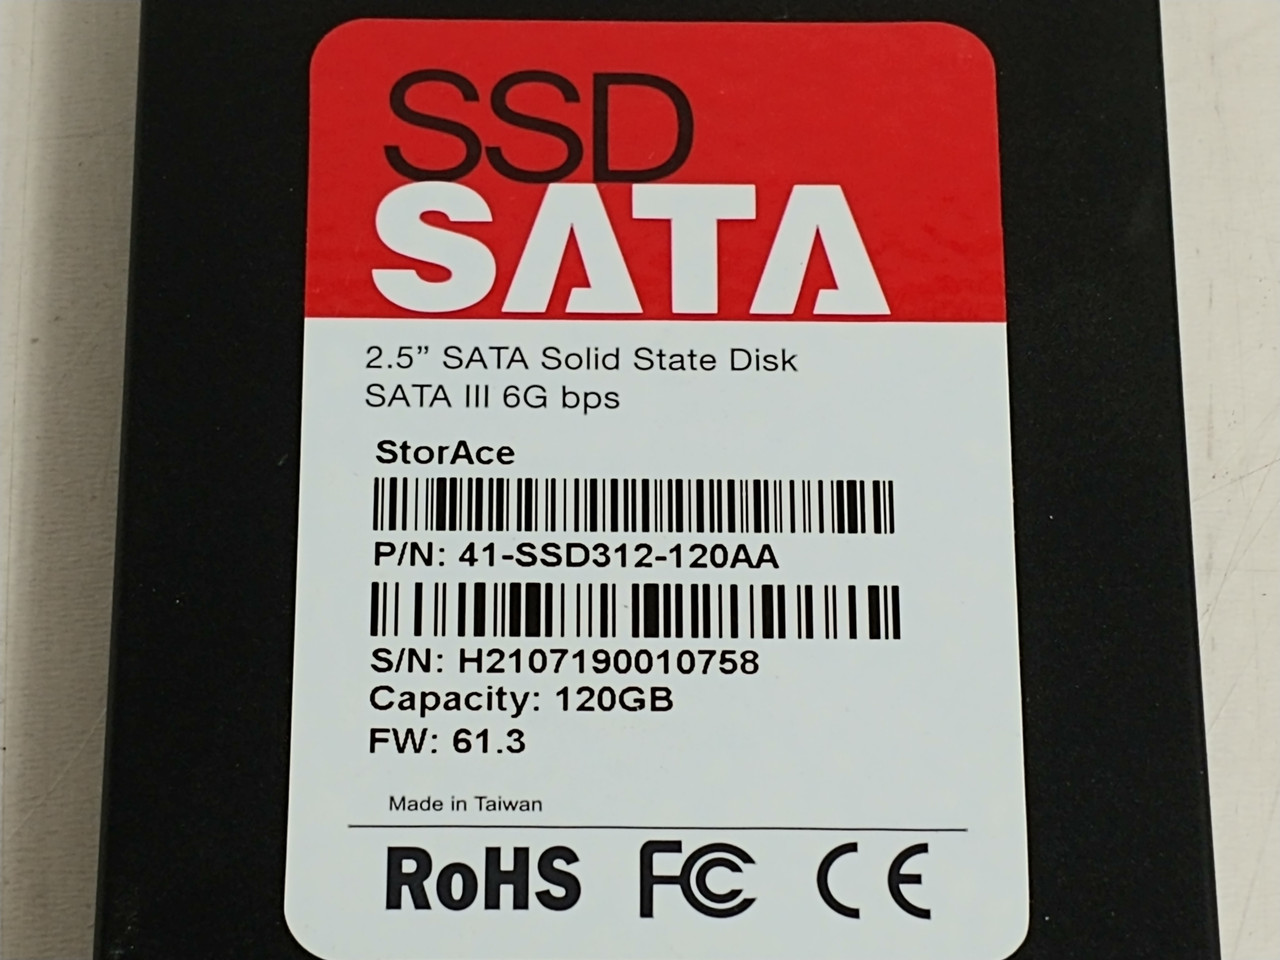 SSD
SATA
2.5” SATA Solid State Disk
SATA III 6G bps
StorAce
P/N: 41-SSD312-120AA
S/N: H2107190010758
Capacity: 120GB
FW: 61.3
Made in Taiwan
RoHS FC CE